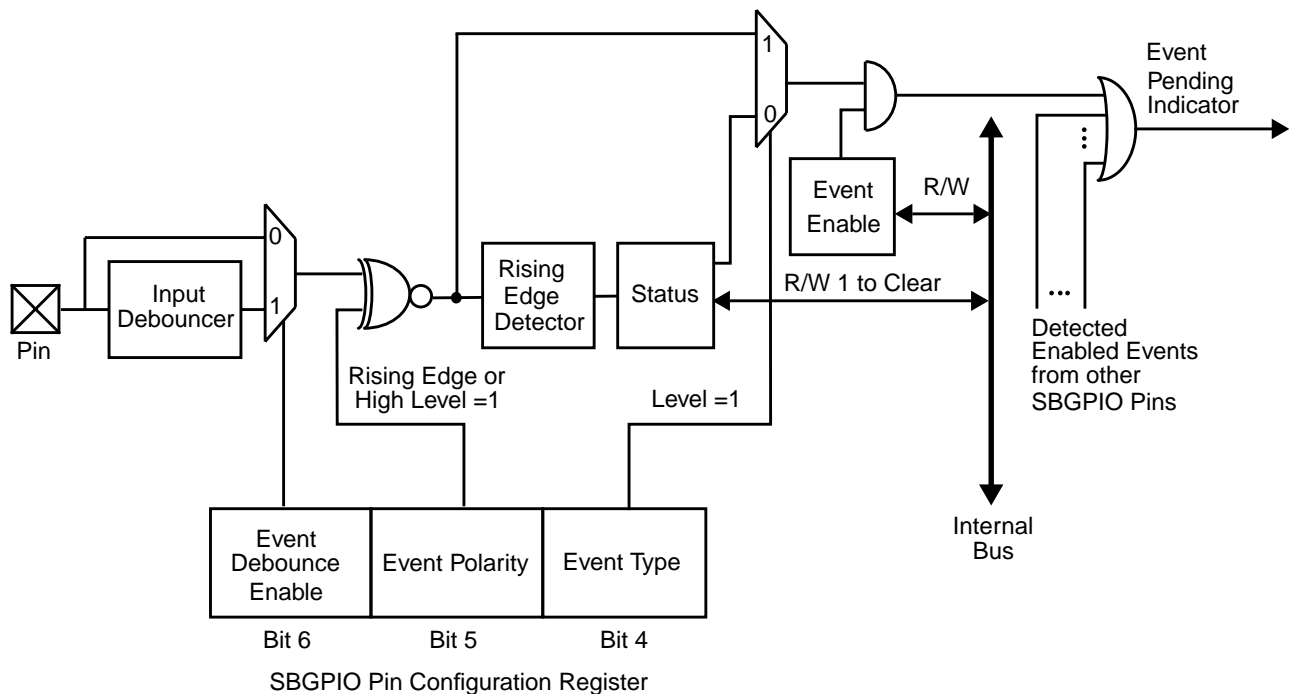 1
0
Event
Pending
Indicator
Event
Enable
R/W
0
1
Input
Debouncer
Pin
Rising
Edge
Detector
Status
R/W 1 to Clear
...
...
Detected
Enabled Events
from other
SBGPIO Pins
Rising Edge or
High Level =1
Level =1
Internal
Bus
Event
Debounce
Enable
Event Polarity
Event Type
Bit 6
Bit 5
Bit 4
SBGPIO Pin Configuration Register